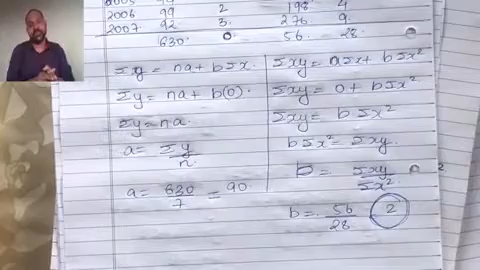 2005 94
2006 99 2 198 4
2007 92 3 276 9
630 0 56 28
Σy = na + bΣx
Σy = na + b(0).
Σy = na.
a = Σy/n.
a = 630/7 = 90
Σxy = aΣx + bΣx²
Σxy = 0 + bΣx²
Σxy = bΣx²
bΣx² = Σxy.
b = Σxy/Σx²
b = 56/28 2